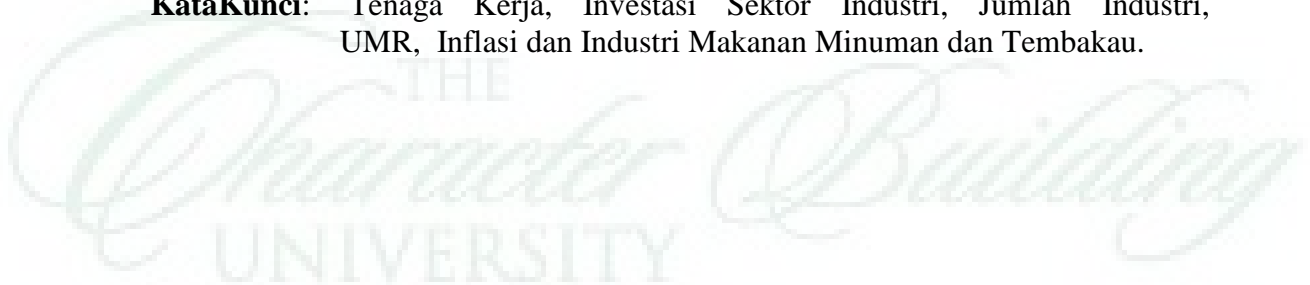 KataKunci: Tenaga Kerja, Investasi Sektor Industri, Jumlah Industri,
UMR, Inflasi dan Industri Makanan Minuman dan Tembakau.
THE
Character Building
UNIVERSITY